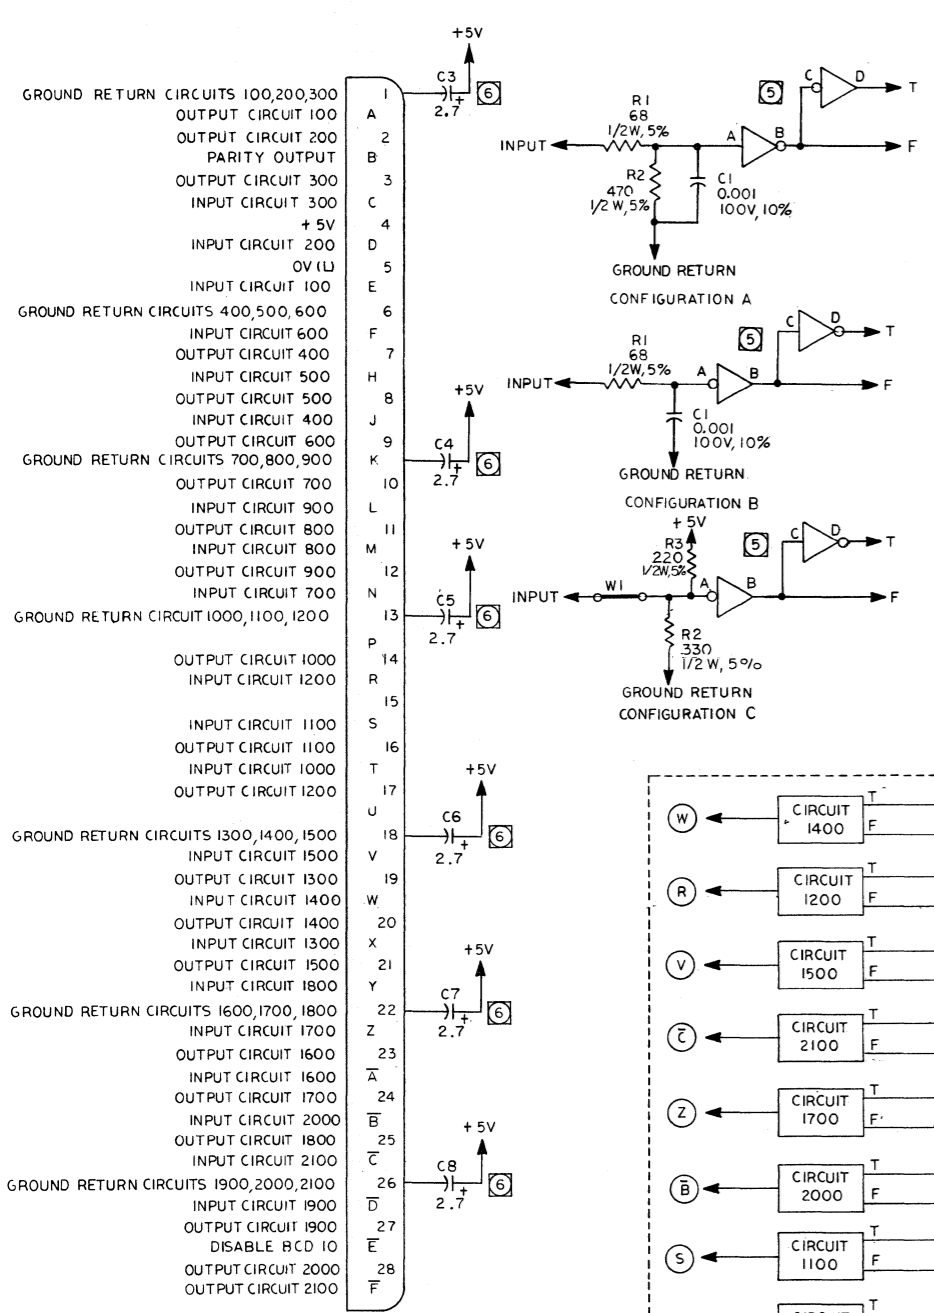 +5V
C3
2.7 +
6
GROUND RETURN CIRCUITS 100,200,300 1
OUTPUT CIRCUIT 100 A
OUTPUT CIRCUIT 200 2
PARITY OUTPUT B
OUTPUT CIRCUIT 300 3
INPUT CIRCUIT 300 C
+5V 4
INPUT CIRCUIT 200 D
0V (L) 5
INPUT CIRCUIT 100 E
GROUND RETURN CIRCUITS 400,500,600 6
INPUT CIRCUIT 600 F
OUTPUT CIRCUIT 400 7
INPUT CIRCUIT 500 H
OUTPUT CIRCUIT 500 8
INPUT CIRCUIT 400 J
OUTPUT CIRCUIT 600 9
GROUND RETURN CIRCUITS 700,800,900 K
+5V
C4
2.7 +
6
OUTPUT CIRCUIT 700 10
INPUT CIRCUIT 900 L
OUTPUT CIRCUIT 800 11
INPUT CIRCUIT 800 M
OUTPUT CIRCUIT 900 12
INPUT CIRCUIT 700 N
GROUND RETURN CIRCUIT 1000,1100,1200 13
+5V
C5
2.7 +
6
P
OUTPUT CIRCUIT 1000 14
INPUT CIRCUIT 1200 R
15
INPUT CIRCUIT 1100 S
OUTPUT CIRCUIT 1100 16
INPUT CIRCUIT 1000 T
OUTPUT CIRCUIT 1200 17
U
GROUND RETURN CIRCUITS 1300,1400,1500 18
+5V
C6
2.7 +
6
INPUT CIRCUIT 1500 V
OUTPUT CIRCUIT 1300 19
INPUT CIRCUIT 1400 W
OUTPUT CIRCUIT 1400 20
INPUT CIRCUIT 1300 X
OUTPUT CIRCUIT 1500 21
INPUT CIRCUIT 1800 Y
GROUND RETURN CIRCUITS 1600,1700,1800 22
+5V
C7
2.7 +
6
INPUT CIRCUIT 1700 Z
OUTPUT CIRCUIT 1600 23
INPUT CIRCUIT 1600 A̅
OUTPUT CIRCUIT 1700 24
INPUT CIRCUIT 2000 B̅
OUTPUT CIRCUIT 1800 25
INPUT CIRCUIT 2100 C̅
GROUND RETURN CIRCUITS 1900,2000,2100 26
+5V
C8
2.7 +
6
INPUT CIRCUIT 1900 D̅
OUTPUT CIRCUIT 1900 27
DISABLE BCD 10 E̅
OUTPUT CIRCUIT 2000 28
OUTPUT CIRCUIT 2100 F̅
INPUT
R1
68
1/2W, 5%
R2
470
1/2 W, 5%
C1
0.001
100V, 10%
A B
5
C D
T
F
GROUND RETURN
CONFIGURATION A
INPUT
R1
68
1/2W, 5%
C1
0.001
100V, 10%
A B
5
C D
T
F
GROUND RETURN
CONFIGURATION B
+5V
R3
220
1/2W, 5%
INPUT
W1
R2
330
1/2 W, 5%
A B
5
C D
T
F
GROUND RETURN
CONFIGURATION C
W CIRCUIT 1400 T F
R CIRCUIT 1200 T F
V CIRCUIT 1500 T F
C̅ CIRCUIT 2100 T F
Z CIRCUIT 1700 T F
B̅ CIRCUIT 2000 T F
S CIRCUIT 1100 T F
T